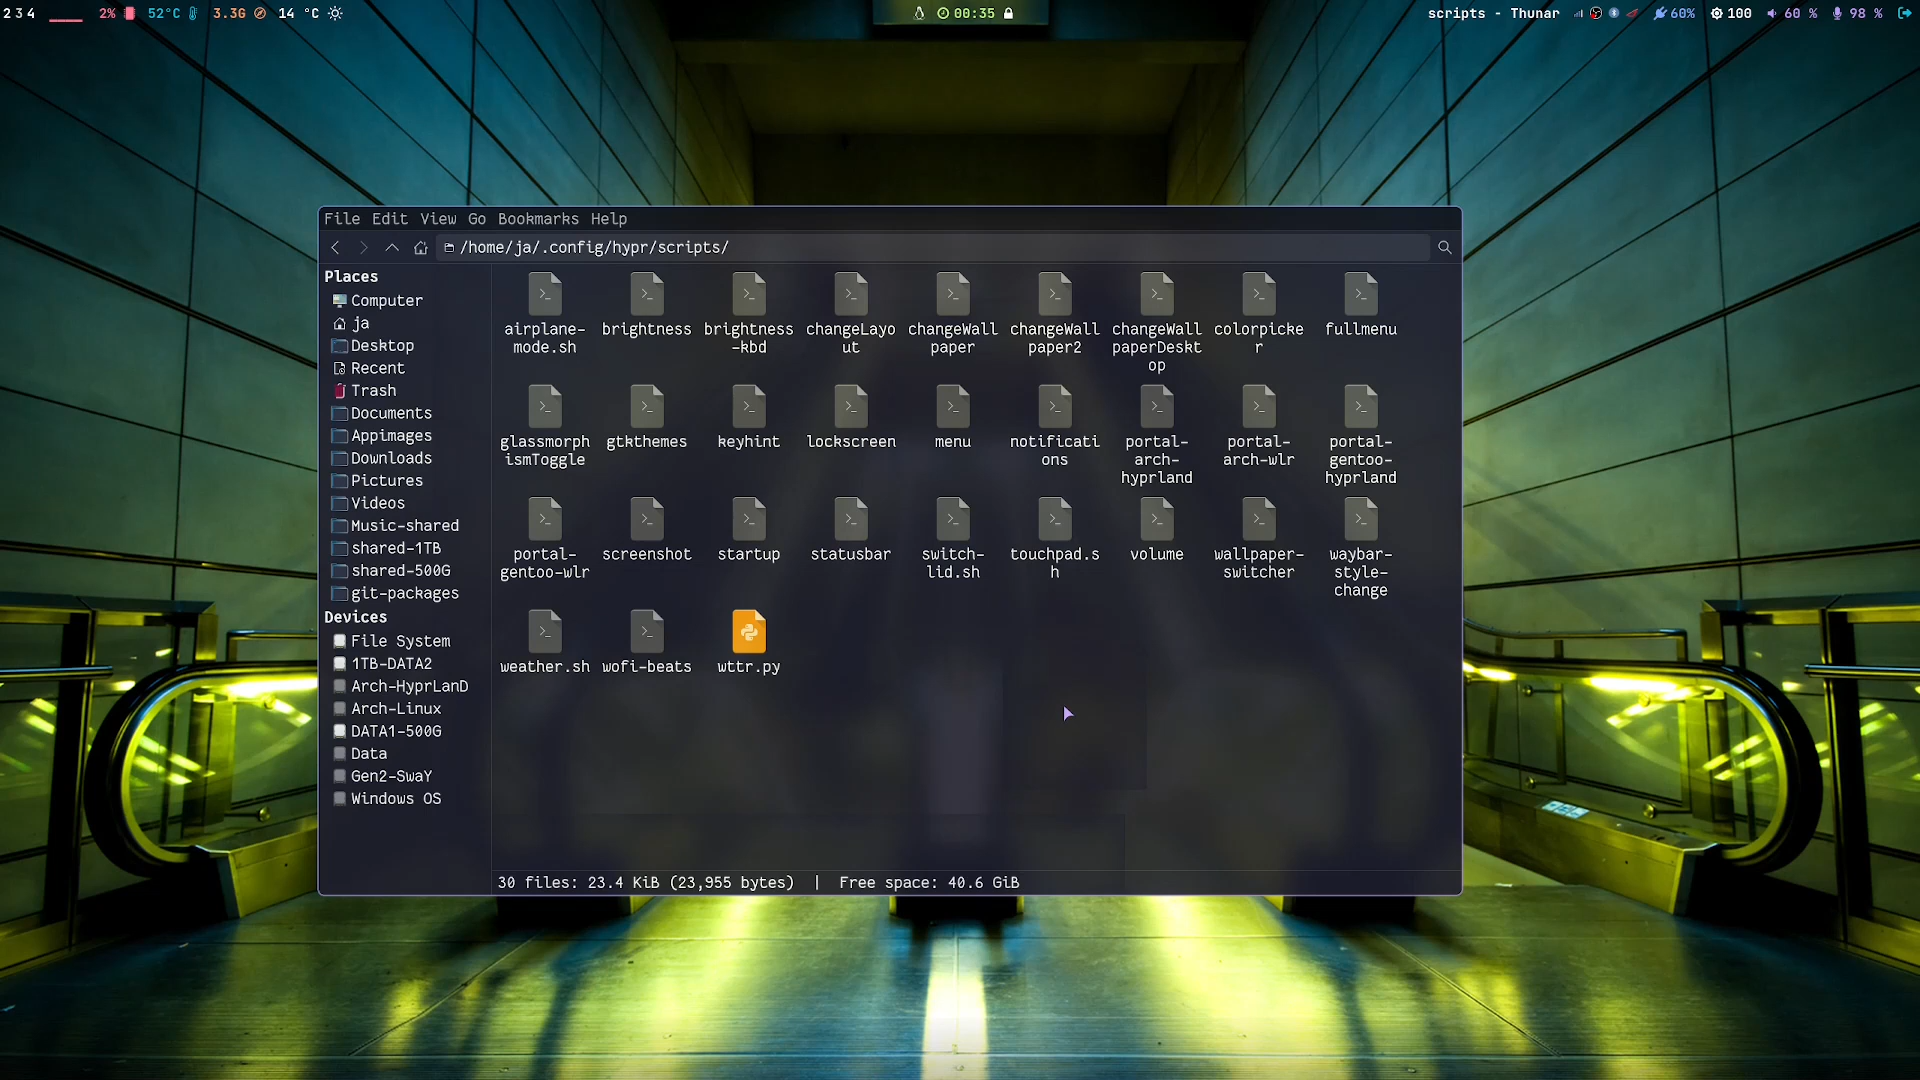 2 3 4 2% 52°C 3.3G 14 °C
00:35
scripts - Thunar 60% 100 60 % 98 %
File Edit View Go Bookmarks Help
/home/ja/.config/hypr/scripts/
Places
Computer
ja
Desktop
Recent
Trash
Documents
Appimages
Downloads
Pictures
Videos
Music-shared
shared-1TB
shared-500G
git-packages
Devices
File System
1TB-DATA2
Arch-HyprLanD
Arch-Linux
DATA1-500G
Data
Gen2-SwaY
Windows OS
airplane-
mode.sh
brightness
brightness
-kbd
changeLayo
ut
changeWall
paper
changeWall
paper2
changeWall
paperDeskt
op
colorpicke
r
fullmenu
glassmorph
ismToggle
gtkthemes
keyhint
lockscreen
menu
notificati
ons
portal-
arch-
hyprland
portal-
arch-wlr
portal-
gentoo-
hyprland
portal-
gentoo-wlr
screenshot
startup
statusbar
switch-
lid.sh
touchpad.s
h
volume
wallpaper-
switcher
waybar-
style-
change
weather.sh
wofi-beats
wttr.py
30 files: 23.4 KiB (23,955 bytes) | Free space: 40.6 GiB